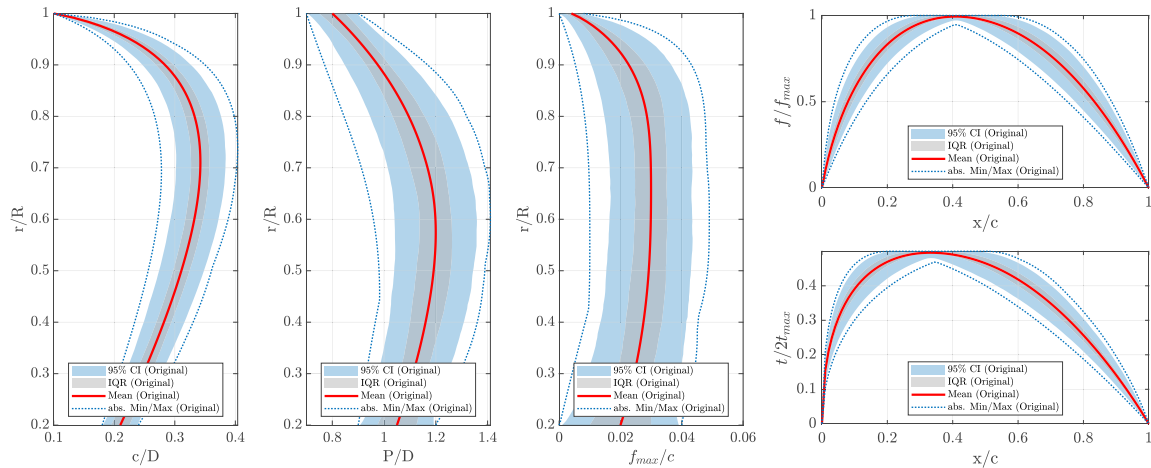 1
0.9
0.8
0.7
0.6
0.5
0.4
0.3
0.2
r/R
95% CI (Original)
IQR (Original)
Mean (Original)
abs. Min/Max (Original)
0.1 0.2 0.3 0.4
c/D
1
0.9
0.8
0.7
0.6
0.5
0.4
0.3
0.2
r/R
95% CI (Original)
IQR (Original)
Mean (Original)
abs. Min/Max (Original)
0.8 1 1.2 1.4
P/D
1
0.9
0.8
0.7
0.6
0.5
0.4
0.3
0.2
r/R
95% CI (Original)
IQR (Original)
Mean (Original)
abs. Min/Max (Original)
0 0.02 0.04 0.06
f_max/c
1
0.5
0
f/f_max
95% CI (Original)
IQR (Original)
Mean (Original)
abs. Min/Max (Original)
0 0.2 0.4 0.6 0.8 1
x/c
0.4
0.3
0.2
0.1
0
t/2t_max
95% CI (Original)
IQR (Original)
Mean (Original)
abs. Min/Max (Original)
0 0.2 0.4 0.6 0.8 1
x/c